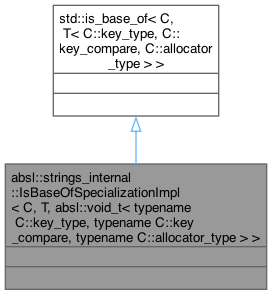 std::is_base_of< C,
T< C::key_type, C::
key_compare, C::allocator
_type > >
absl::strings_internal
::IsBaseOfSpecializationImpl
< C, T, absl::void_t< typename
C::key_type, typename C::key
_compare, typename C::allocator_type > >